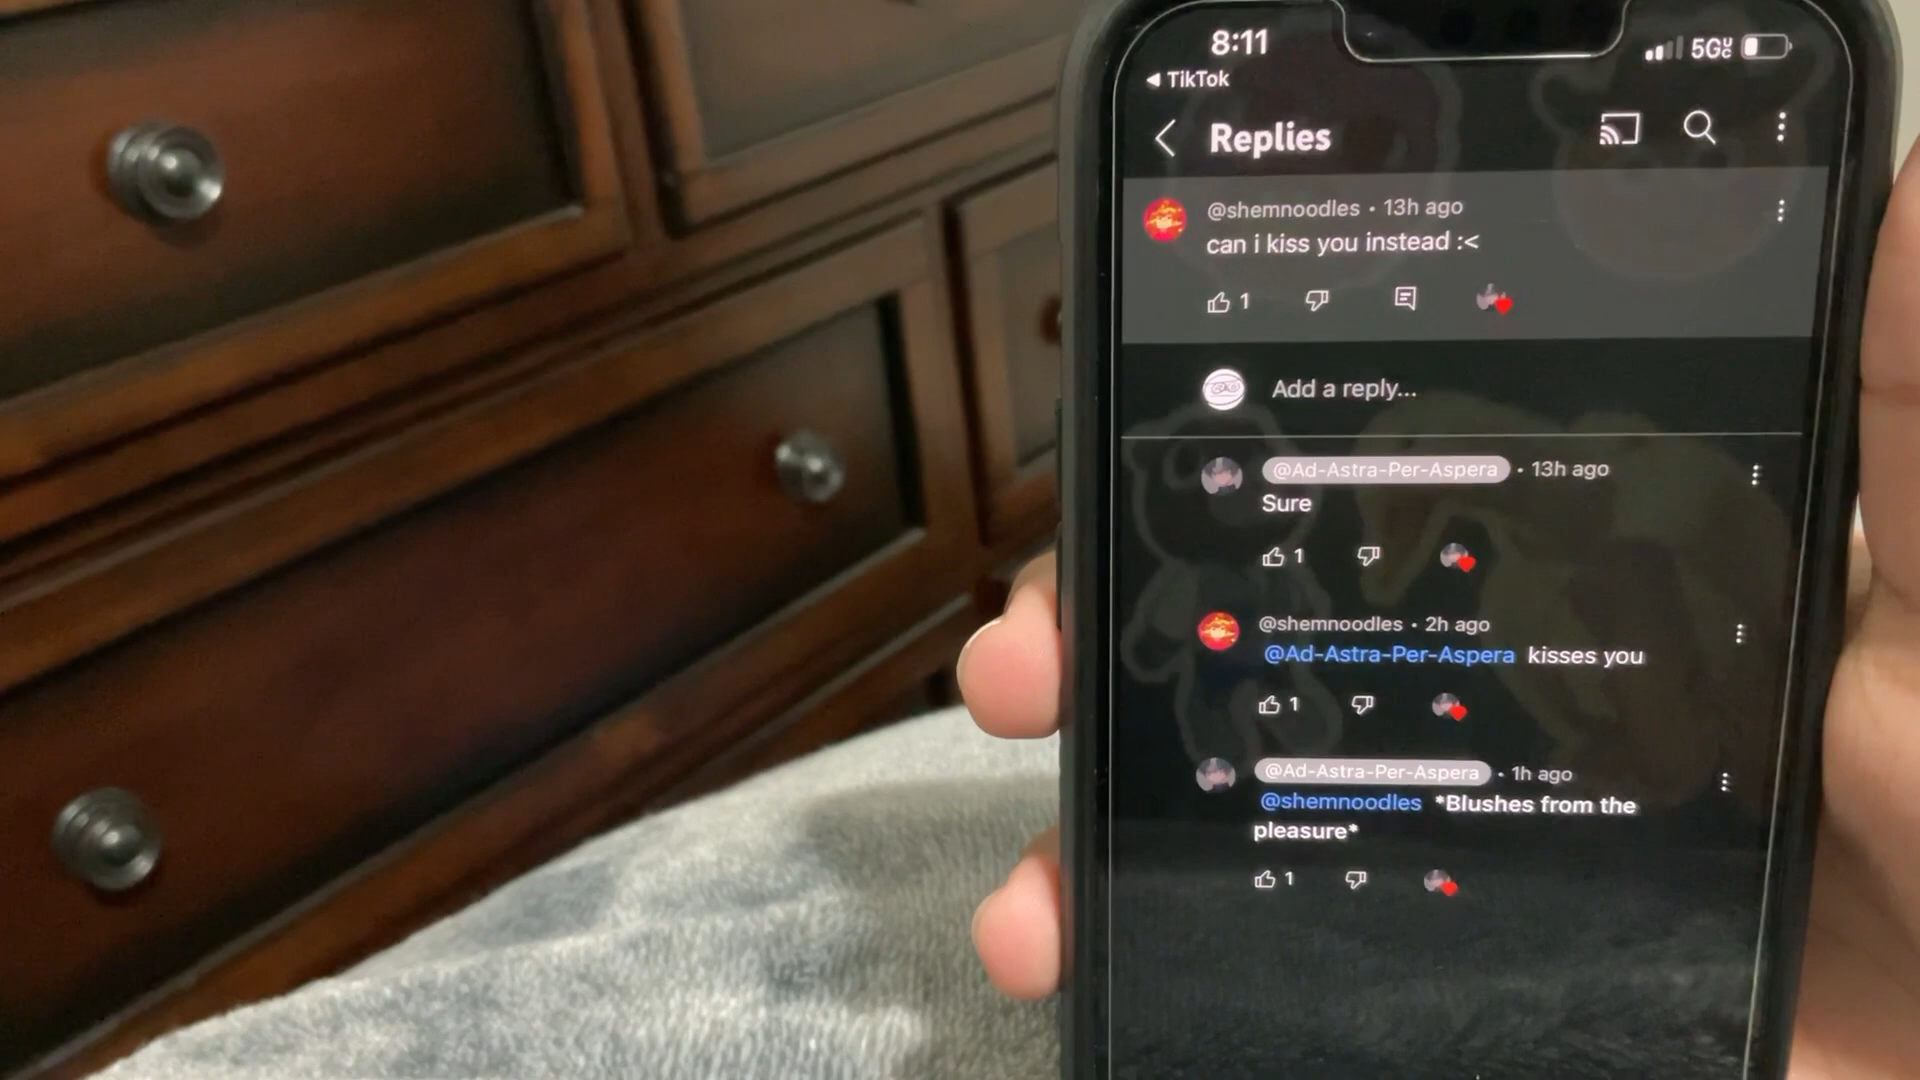 8:11
5G
◀ TikTok
Replies
@shemnoodles • 13h ago
can i kiss you instead :<
1
Add a reply...
@Ad-Astra-Per-Aspera • 13h ago
Sure
1
@shemnoodles • 2h ago
@Ad-Astra-Per-Aspera kisses you
1
@Ad-Astra-Per-Aspera • 1h ago
@shemnoodles *Blushes from the
pleasure*
1